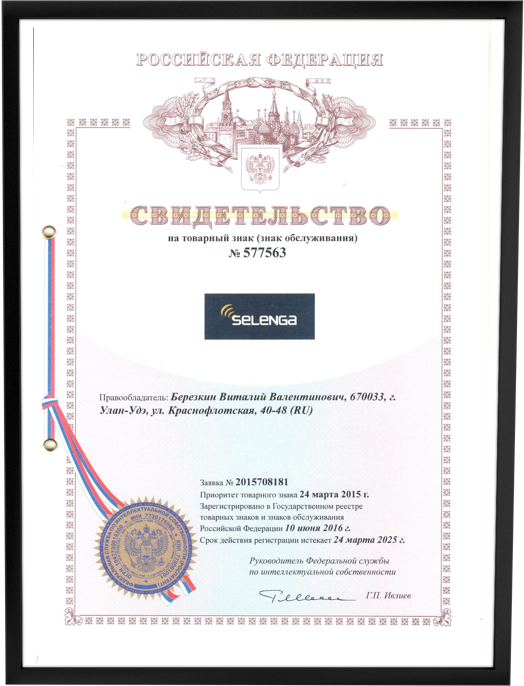 РОССИЙСКАЯ ФЕДЕРАЦИЯ
СВИДЕТЕЛЬСТВО
на товарный знак (знак обслуживания)
№ 577563
SELENGA
Правообладатель: Березкин Виталий Валентинович, 670033, г.
Улан-Удэ, ул. Краснофлотская, 40-48 (RU)
Заявка № 2015708181
Приоритет товарного знака 24 марта 2015 г.
Зарегистрировано в Государственном реестре
товарных знаков и знаков обслуживания
Российской Федерации 10 июня 2016 г.
Срок действия регистрации истекает 24 марта 2025 г.
Руководитель Федеральной службы
по интеллектуальной собственности
Г.П. Ивлиев